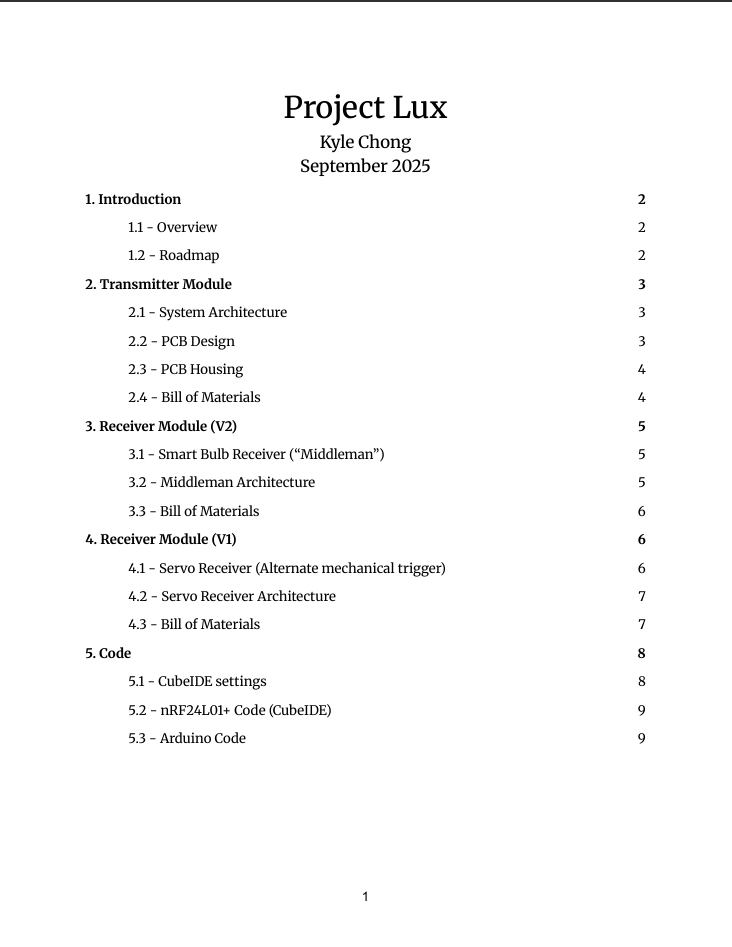 Project Lux
Kyle Chong
September 2025
1. Introduction 2
1.1 - Overview 2
1.2 - Roadmap 2
2. Transmitter Module 3
2.1 - System Architecture 3
2.2 - PCB Design 3
2.3 - PCB Housing 4
2.4 - Bill of Materials 4
3. Receiver Module (V2) 5
3.1 - Smart Bulb Receiver (“Middleman”) 5
3.2 - Middleman Architecture 5
3.3 - Bill of Materials 6
4. Receiver Module (V1) 6
4.1 - Servo Receiver (Alternate mechanical trigger) 6
4.2 - Servo Receiver Architecture 7
4.3 - Bill of Materials 7
5. Code 8
5.1 - CubeIDE settings 8
5.2 - nRF24L01+ Code (CubeIDE) 9
5.3 - Arduino Code 9
1